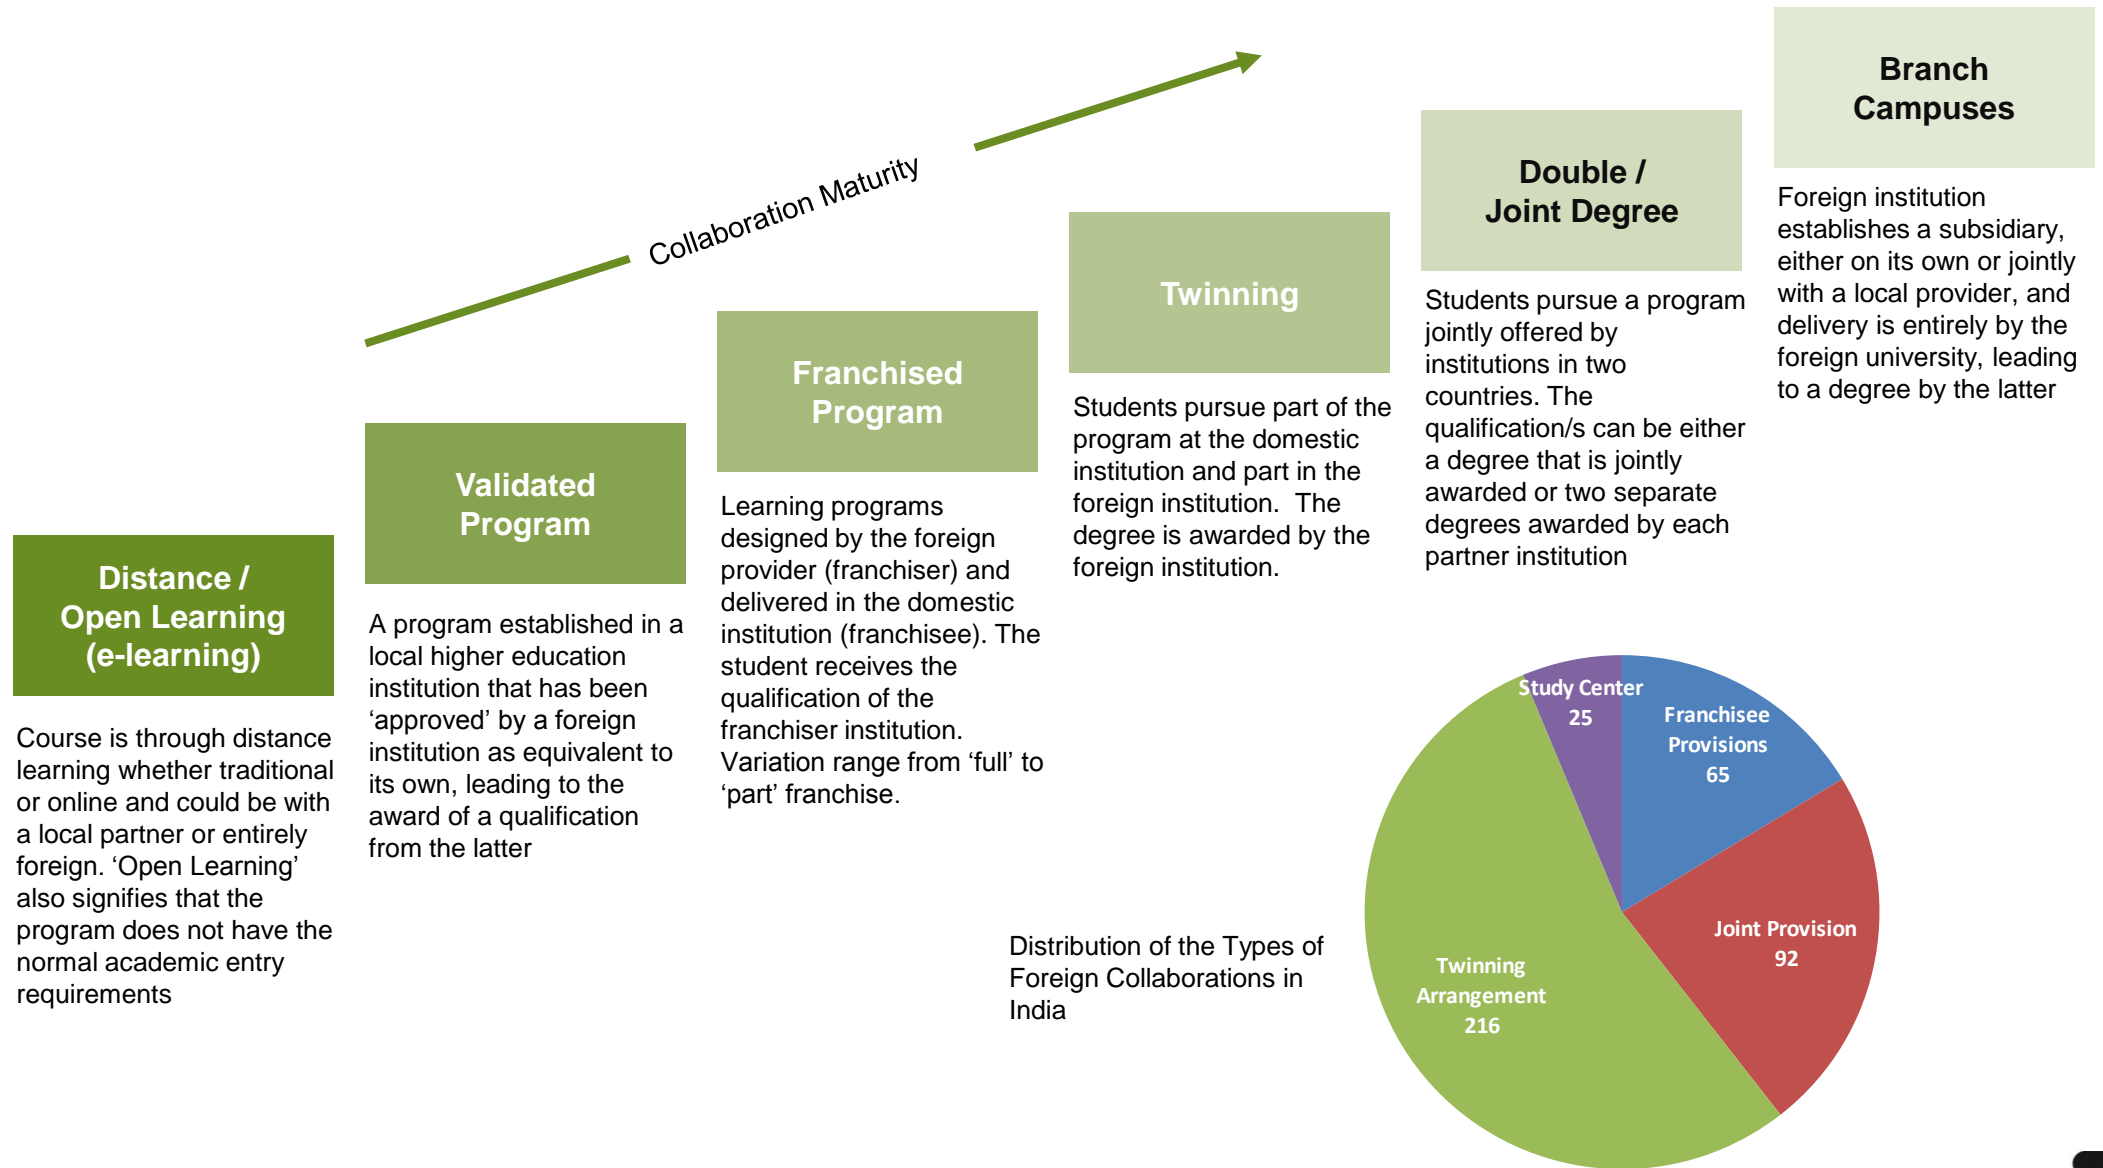 Collaboration Maturity
Distance /
Open Learning
(e-learning)
Course is through distance
learning whether traditional
or online and could be with
a local partner or entirely
foreign. ‘Open Learning’
also signifies that the
program does not have the
normal academic entry
requirements
Validated
Program
A program established in a
local higher education
institution that has been
‘approved’ by a foreign
institution as equivalent to
its own, leading to the
award of a qualification
from the latter
Franchised
Program
Learning programs
designed by the foreign
provider (franchiser) and
delivered in the domestic
institution (franchisee). The
student receives the
qualification of the
franchiser institution.
Variation range from ‘full’ to
‘part’ franchise.
Twinning
Students pursue part of the
program at the domestic
institution and part in the
foreign institution.  The
degree is awarded by the
foreign institution.
Double /
Joint Degree
Students pursue a program
jointly offered by
institutions in two
countries. The
qualification/s can be either
a degree that is jointly
awarded or two separate
degrees awarded by each
partner institution
Branch
Campuses
Foreign institution
establishes a subsidiary,
either on its own or jointly
with a local provider, and
delivery is entirely by the
foreign university, leading
to a degree by the latter
Distribution of the Types of
Foreign Collaborations in
India
Study Center
25
Franchisee
Provisions
65
Joint Provision
92
Twinning
Arrangement
216